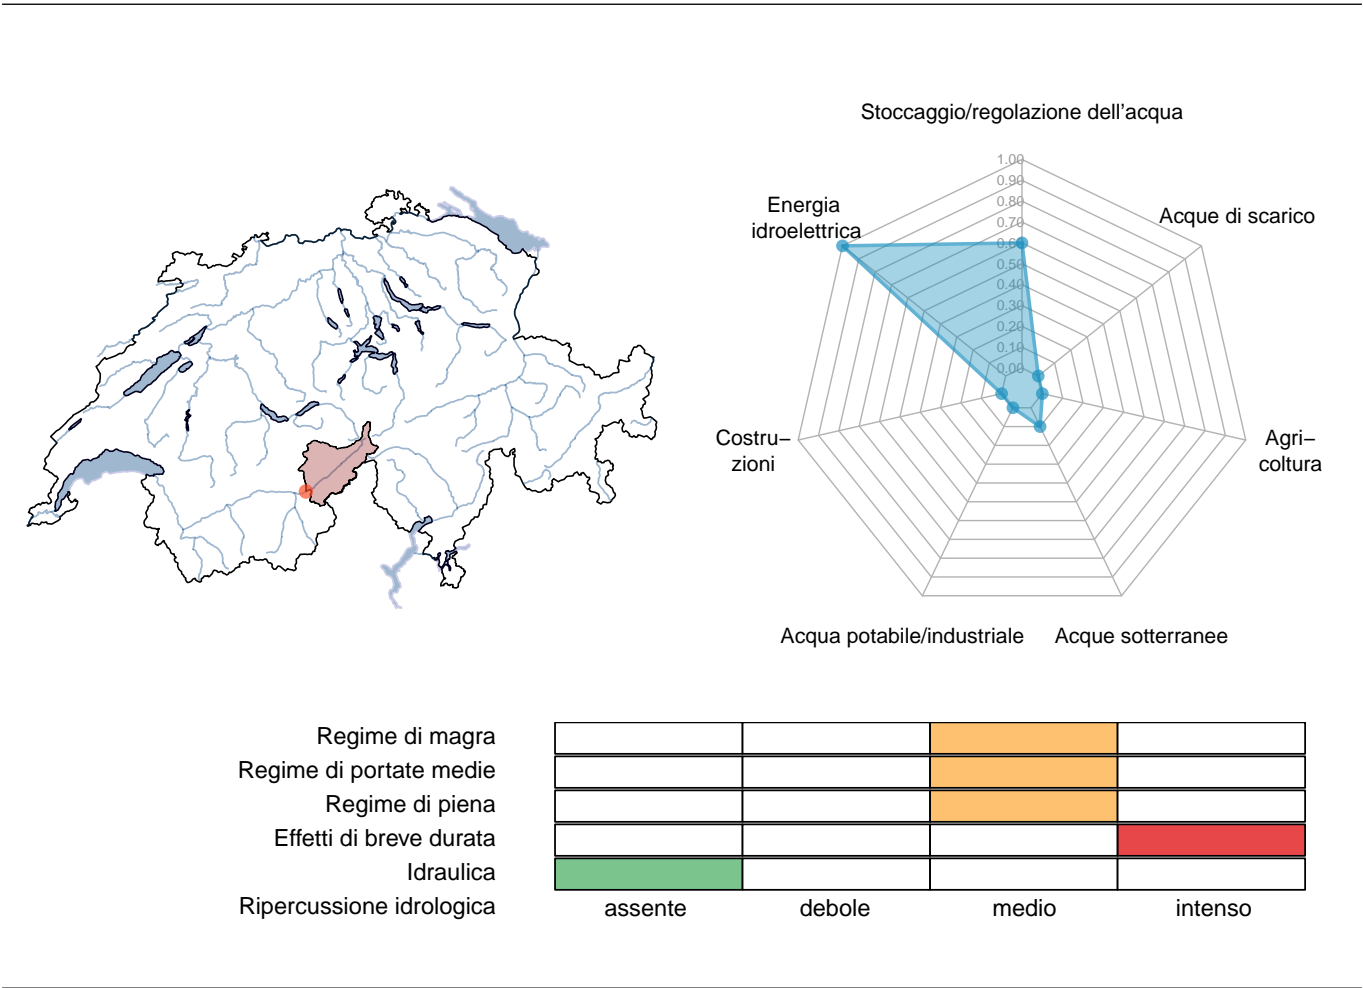 Stoccaggio/regolazione dell'acqua
1.00
0.90
0.80
0.70
0.60
0.50
0.40
0.30
0.20
0.10
0.00
Energia
idroelettrica
Acque di scarico
Costru–
zioni
Agri–
coltura
Acqua potabile/industriale
Acque sotterranee
Regime di magra
Regime di portate medie
Regime di piena
Effetti di breve durata
Idraulica
Ripercussione idrologica
assente
debole
medio
intenso